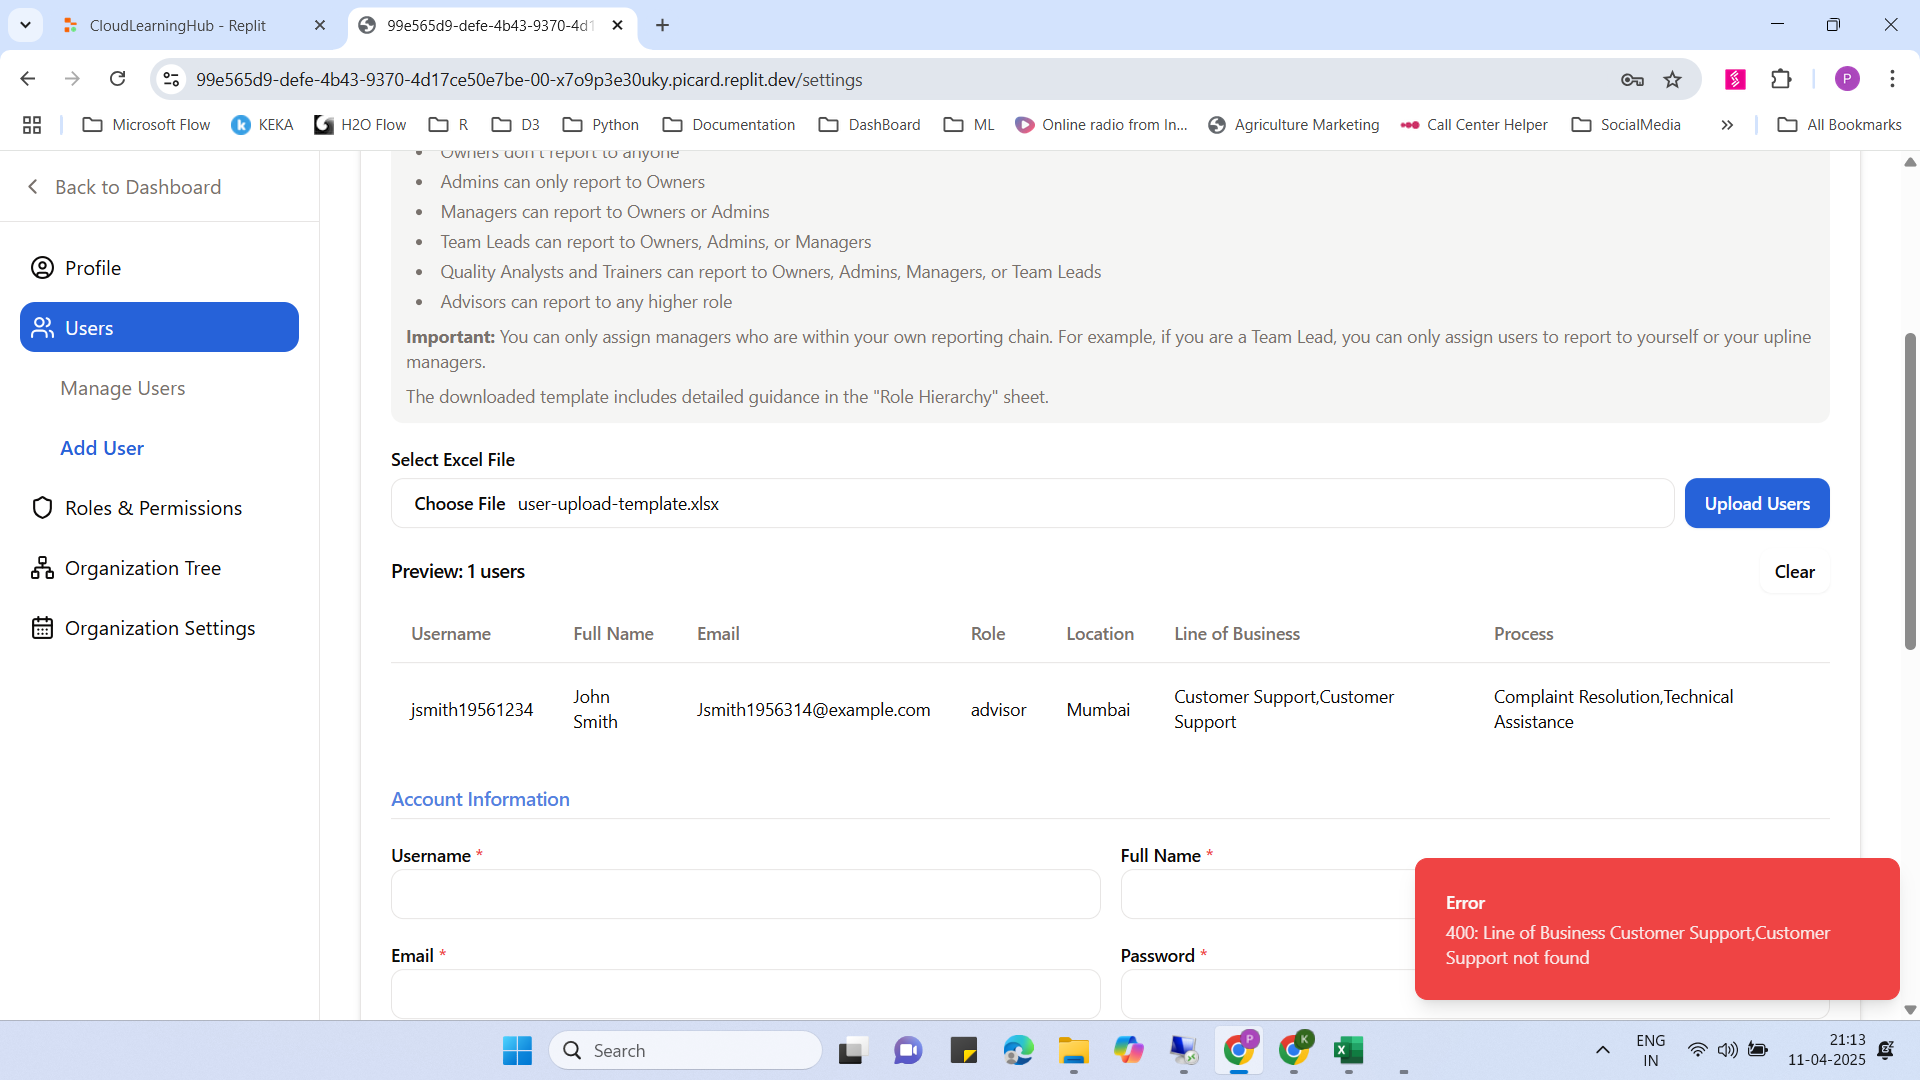 CloudLearningHub - Replit
99e565d9-defe-4b43-9370-4d1
99e565d9-defe-4b43-9370-4d17ce50e7be-00-x7o9p3e30uky.picard.replit.dev/settings
P
Microsoft Flow
KEKA
H2O Flow
R
D3
Python
Documentation
DashBoard
ML
Online radio from In...
Agriculture Marketing
Call Center Helper
SocialMedia
All Bookmarks
Back to Dashboard
Profile
Users
Manage Users
Add User
Roles & Permissions
Organization Tree
Organization Settings
• Owners don't report to anyone
• Admins can only report to Owners
• Managers can report to Owners or Admins
• Team Leads can report to Owners, Admins, or Managers
• Quality Analysts and Trainers can report to Owners, Admins, Managers, or Team Leads
• Advisors can report to any higher role
Important: You can only assign managers who are within your own reporting chain. For example, if you are a Team Lead, you can only assign users to report to yourself or your upline
managers.
The downloaded template includes detailed guidance in the "Role Hierarchy" sheet.
Select Excel File
Choose File user-upload-template.xlsx
Upload Users
Preview: 1 users
Clear
Username Full Name Email Role Location Line of Business Process
jsmith19561234
John
Smith
Jsmith1956314@example.com
advisor
Mumbai
Customer Support,Customer
Support
Complaint Resolution,Technical
Assistance
Account Information
Username *
Full Name *
Email *
Password *
Error
400: Line of Business Customer Support,Customer
Support not found
Search
P
K
ENG
IN
21:13
11-04-2025